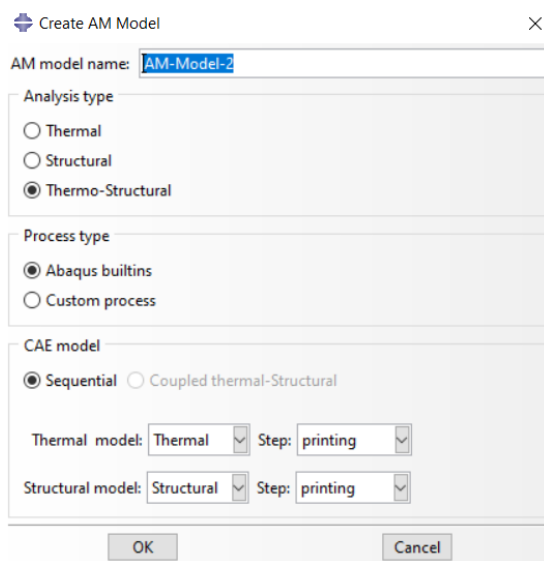 Create AM Model
AM model name: AM-Model-2
Analysis type
Thermal
Structural
Thermo-Structural
Process type
Abaqus builtins
Custom process
CAE model
Sequential Coupled thermal-Structural
Thermal model: Thermal Step: printing
Structural model: Structural Step: printing
OK Cancel